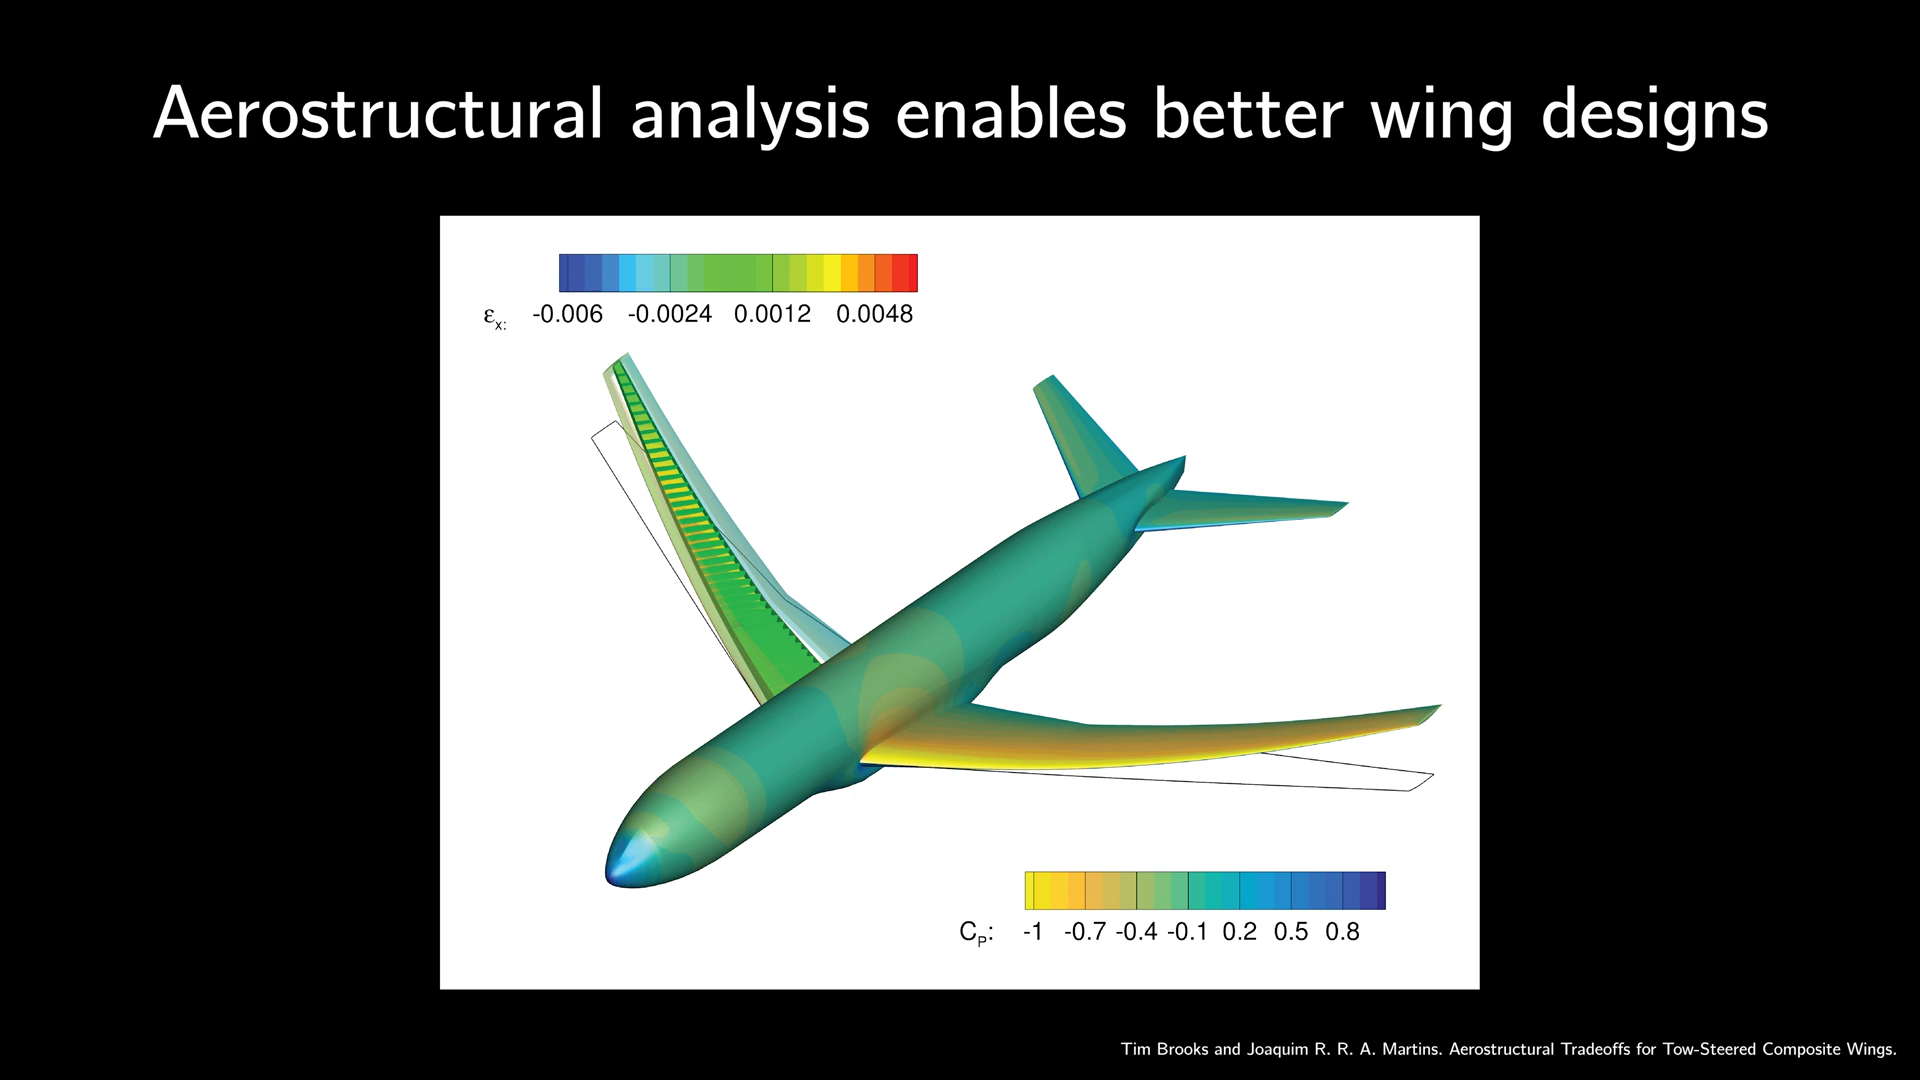 Aerostructural analysis enables better wing designs
εx: -0.006 -0.0024 0.0012 0.0048
CP: -1 -0.7 -0.4 -0.1 0.2 0.5 0.8
Tim Brooks and Joaquim R. R. A. Martins. Aerostructural Tradeoffs for Tow-Steered Composite Wings.